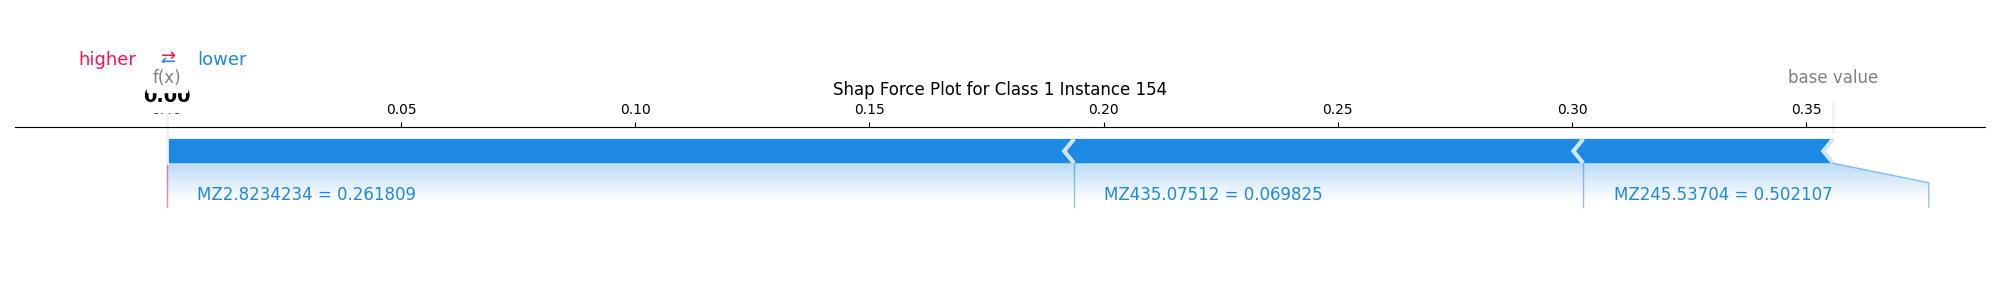 higher ⇄ lower
f(x)
base value
Shap Force Plot for Class 1 Instance 154
0.00
0.05 0.10 0.15 0.20 0.25 0.30 0.35
MZ2.8234234 = 0.261809 MZ435.07512 = 0.069825 MZ245.53704 = 0.502107